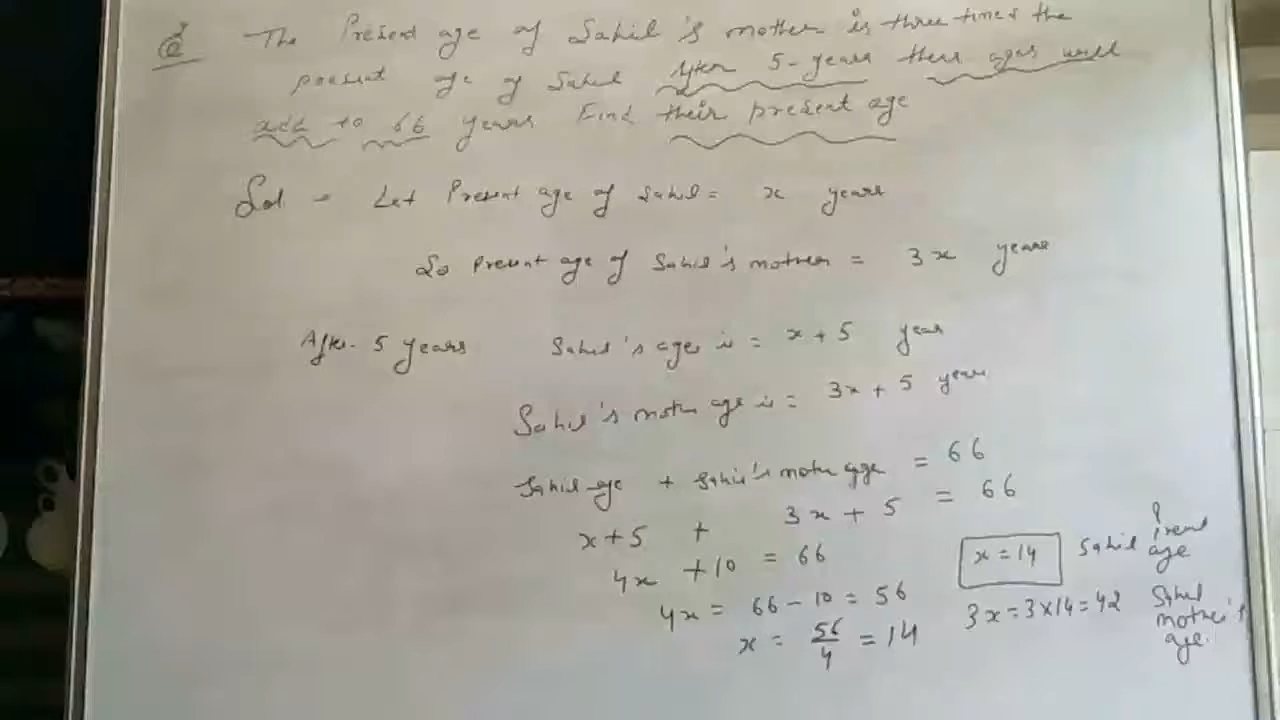 Q The Present age of Sahil's mother is three times the
present age of Sahil After 5-years their ages will
add to 66 years Find their present age
Sol - Let Present age of Sahil = x years
So Present age of Sahil's mother = 3x years
After 5 years Sahil's age is = x + 5 year
Sahil's mother age is = 3x + 5 years
Sahil age + Sahil's mother age = 66
x+5 + 3x + 5 = 66
4x + 10 = 66
4x = 66 - 10 = 56
x = 56/4 = 14
x = 14 Sahil Present age
3x = 3x14 = 42 Sahil mother's age.